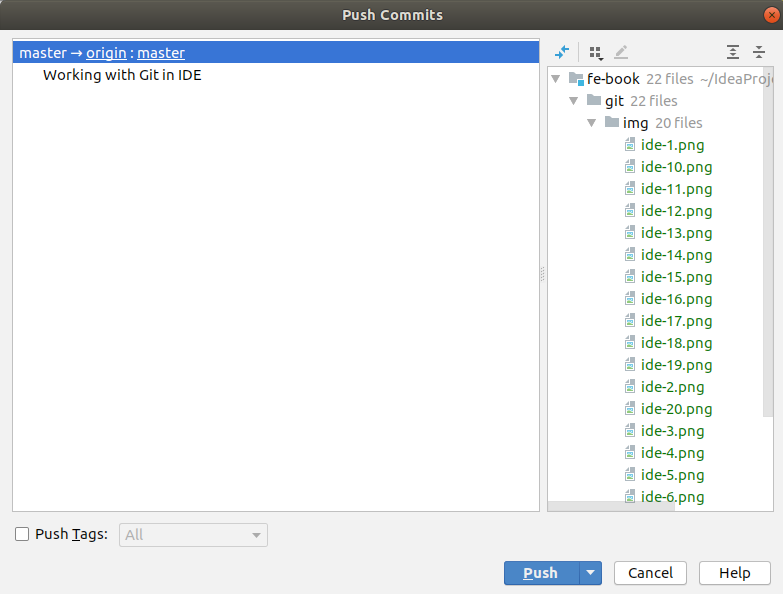 Push Commits
master → origin : master
Working with Git in IDE
fe-book 22 files ~/IdeaProj
git 22 files
img 20 files
ide-1.png
ide-10.png
ide-11.png
ide-12.png
ide-13.png
ide-14.png
ide-15.png
ide-16.png
ide-17.png
ide-18.png
ide-19.png
ide-2.png
ide-20.png
ide-3.png
ide-4.png
ide-5.png
ide-6.png
Push Tags: All
Push Cancel Help